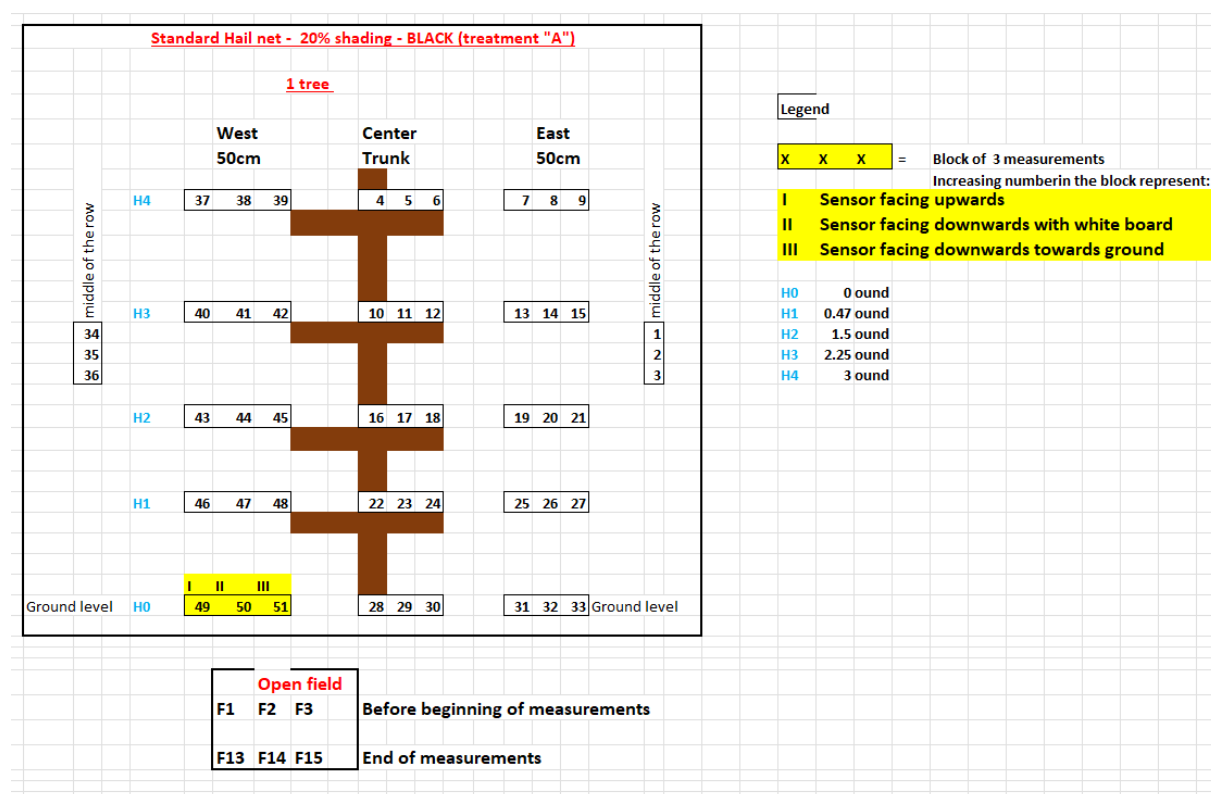 Standard Hail net - 20% shading - BLACK (treatment "A")
1 tree
Legend
West Center East
50cm Trunk 50cm
X X X = Block of 3 measurements
Increasing numberin the block represent:
I Sensor facing upwards
II Sensor facing downwards with white board
III Sensor facing downwards towards ground
H4 37 38 39 4 5 6 7 8 9
middle of the row
middle of the row
H3 40 41 42 10 11 12 13 14 15
34 1
35 2
36 3
H0 0 ound
H1 0.47 ound
H2 1.5 ound
H3 2.25 ound
H4 3 ound
H2 43 44 45 16 17 18 19 20 21
H1 46 47 48 22 23 24 25 26 27
I II III
Ground level H0 49 50 51 28 29 30 31 32 33 Ground level
Open field
F1 F2 F3 Before beginning of measurements
F13 F14 F15 End of measurements